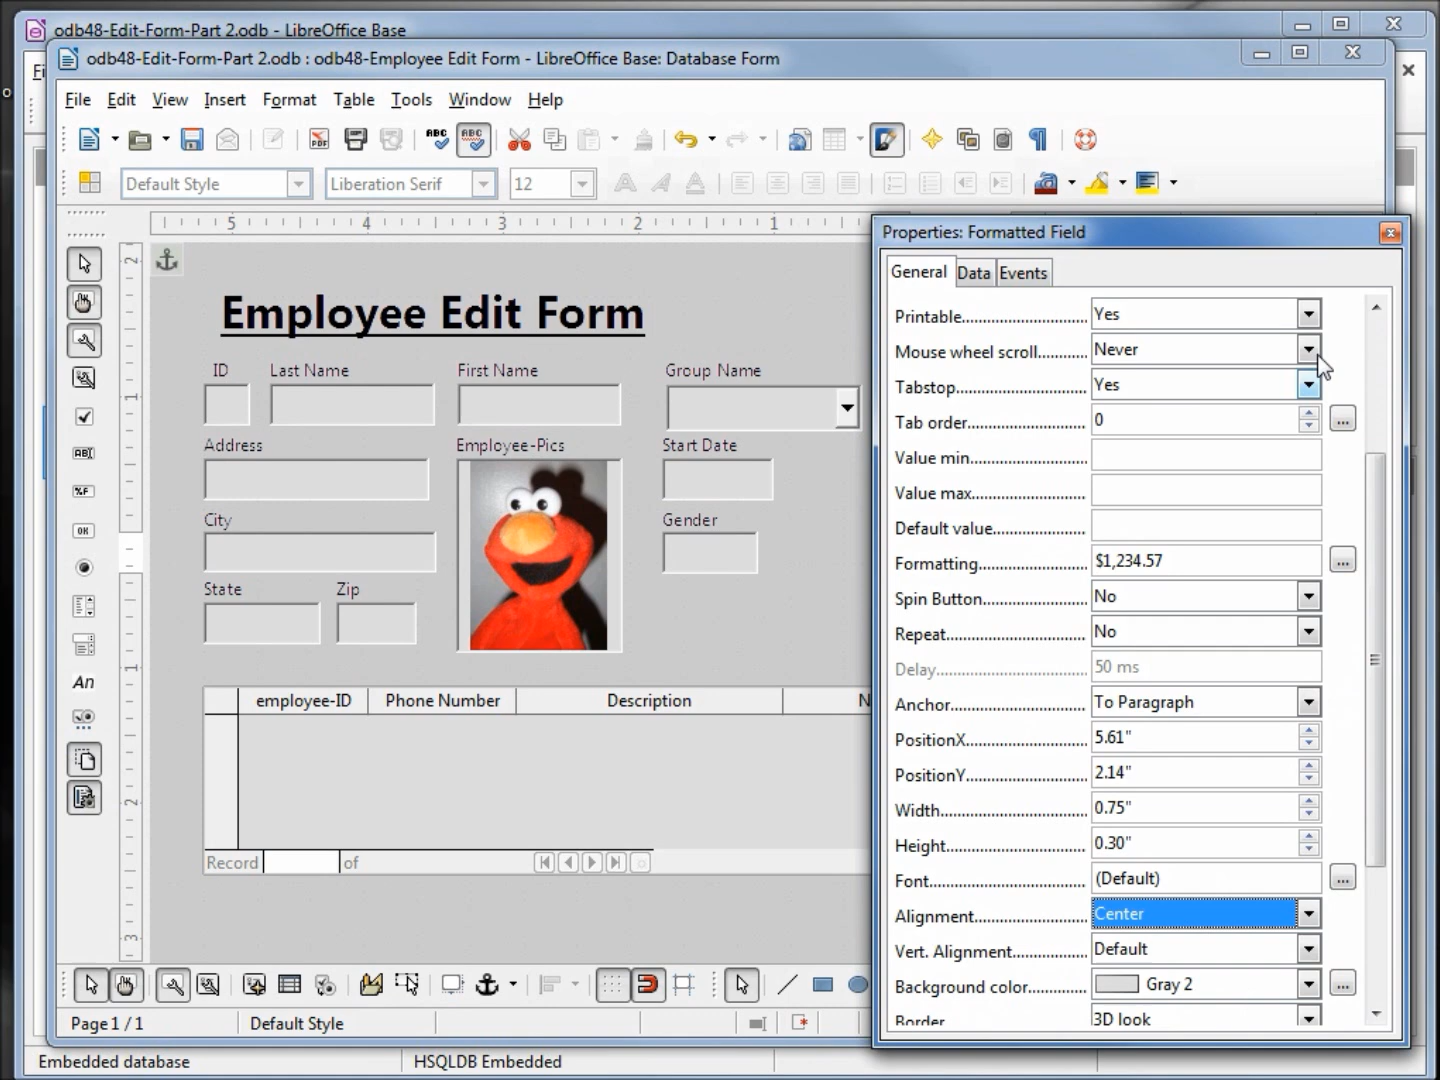 odb48-Edit-Form-Part 2.odb - LibreOffice Base
odb48-Edit-Form-Part 2.odb : odb48-Employee Edit Form - LibreOffice Base: Database Form
File Edit View Insert Format Table Tools Window Help
Default Style Liberation Serif 12
5 4 3 2 1
Properties: Formatted Field
General Data Events
Employee Edit Form
ID Last Name First Name Group Name
Address Employee-Pics Start Date
City Gender
State Zip
employee-ID Phone Number Description N
Record of
Printable Yes
Mouse wheel scroll Never
Tabstop Yes
Tab order 0
Value min
Value max
Default value
Formatting $1,234.57
Spin Button No
Repeat No
Delay 50 ms
Anchor To Paragraph
PositionX 5.61"
PositionY 2.14"
Width 0.75"
Height 0.30"
Font (Default)
Alignment Center
Vert. Alignment Default
Background color Gray 2
Border 3D look
Page 1 / 1 Default Style
Embedded database HSQLDB Embedded